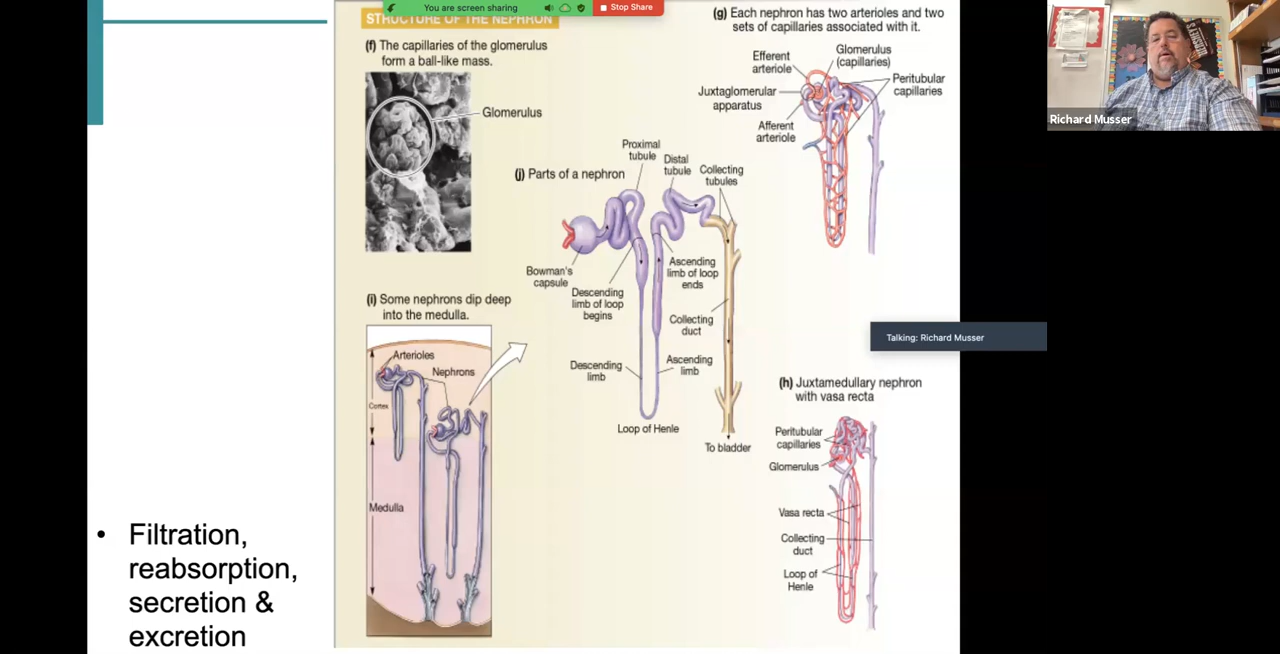 You are screen sharing
Stop Share
STRUCTURE OF THE NEPHRON
(f) The capillaries of the glomerulus
form a ball-like mass.
Glomerulus
(g) Each nephron has two arterioles and two
sets of capillaries associated with it.
Efferent
arteriole
Glomerulus
(capillaries)
Peritubular
capillaries
Juxtaglomerular
apparatus
Afferent
arteriole
Richard Musser
(j) Parts of a nephron
Proximal
tubule
Distal
tubule
Collecting
tubules
Bowman's
capsule
Descending
limb of loop
begins
Ascending
limb of loop
ends
Collecting
duct
Descending
limb
Ascending
limb
Loop of Henle
To bladder
(i) Some nephrons dip deep
into the medulla.
Arterioles
Nephrons
Cortex
Medulla
Talking: Richard Musser
(h) Juxtamedullary nephron
with vasa recta
Peritubular
capillaries
Glomerulus
Vasa recta
Collecting
duct
Loop of
Henle
• Filtration,
reabsorption,
secretion &
excretion